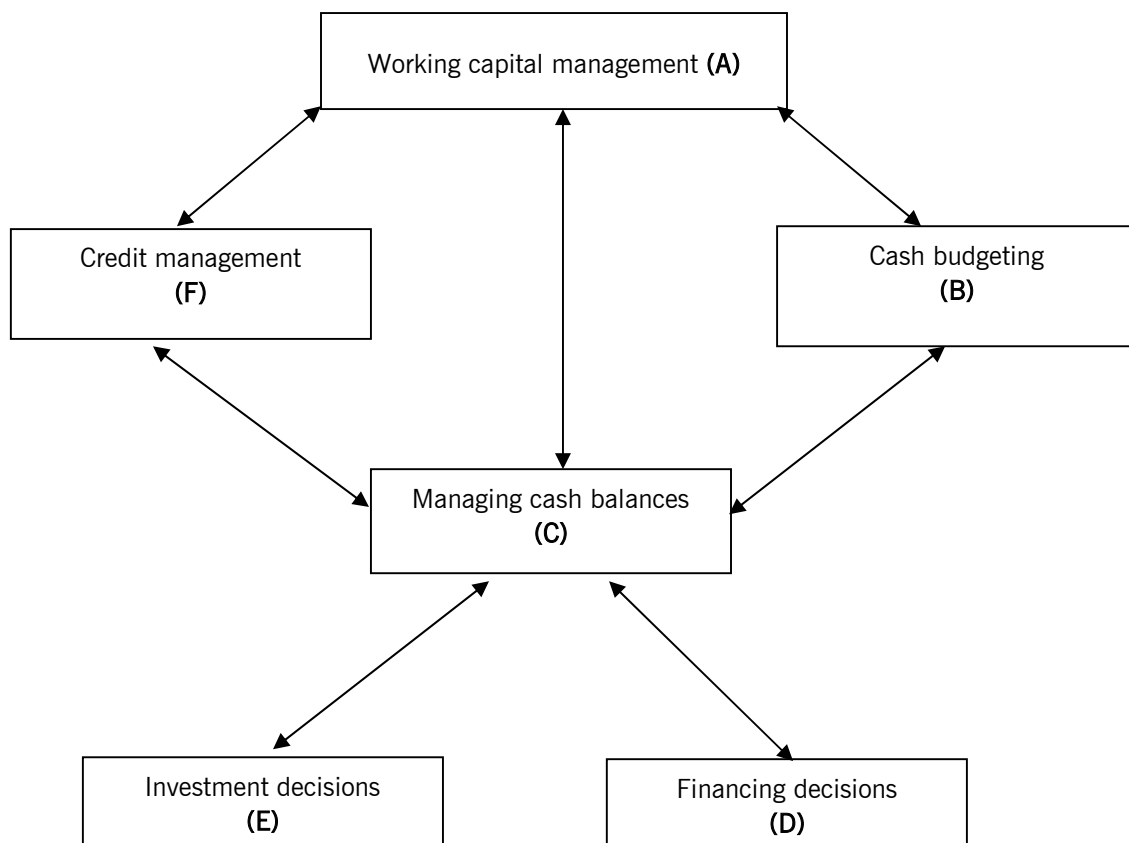 Working capital management (A)
Credit management
(F)
Cash budgeting
(B)
Managing cash balances
(C)
Investment decisions
(E)
Financing decisions
(D)